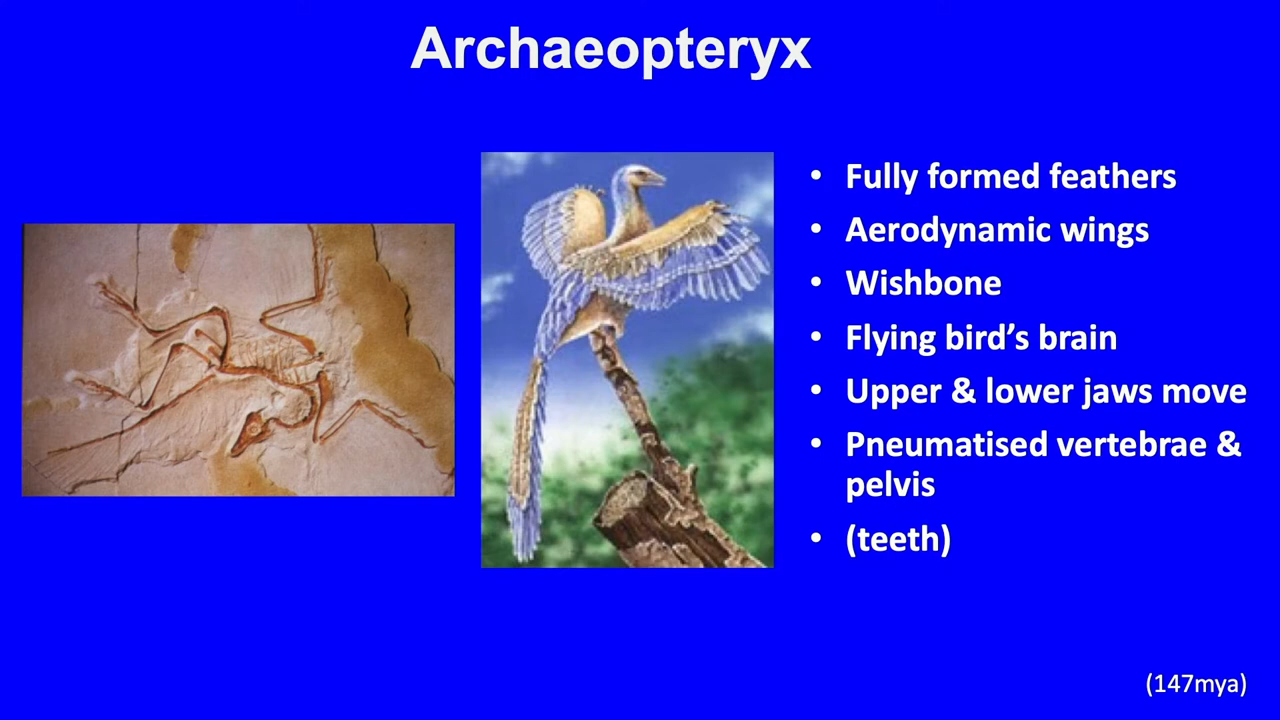 Archaeopteryx
• Fully formed feathers
• Aerodynamic wings
• Wishbone
• Flying bird’s brain
• Upper & lower jaws move
• Pneumatised vertebrae &
pelvis
• (teeth)
(147mya)